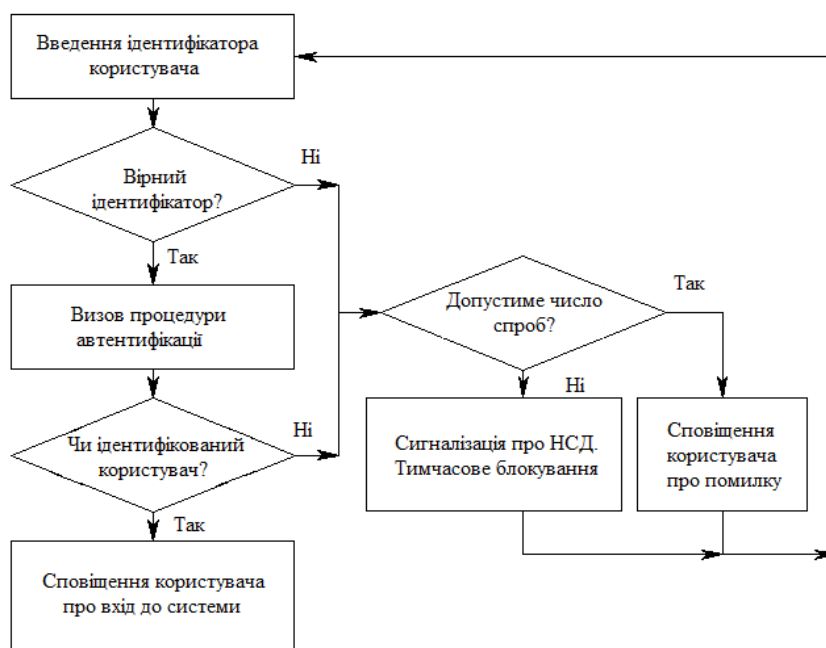 Введення ідентифікатора
користувача
Ні
Вірний
ідентифікатор?
Так
Визов процедури
автентифікації
Допустиме число
спроб?
Так
Ні
Чи ідентифікований
користувач?
Ні
Так
Сигналізація про НСД.
Тимчасове блокування
Сповіщення
користувача
про помилку
Сповіщення користувача
про вхід до системи